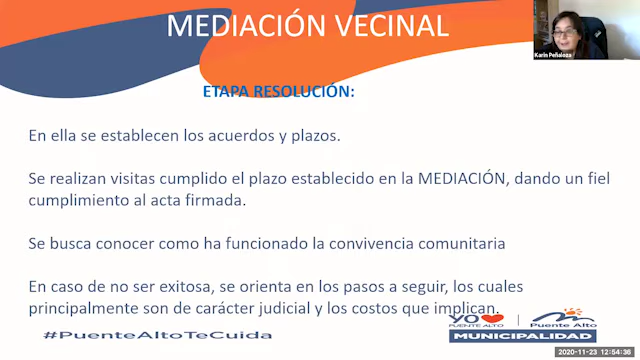 MEDIACIÓN VECINAL
Karin Peñaloza
ETAPA RESOLUCIÓN:
En ella se establecen los acuerdos y plazos.
Se realizan visitas cumplido el plazo establecido en la MEDIACIÓN, dando un fiel
cumplimiento al acta firmada.
Se busca conocer como ha funcionado la convivencia comunitaria
En caso de no ser exitosa, se orienta en los pasos a seguir, los cuales
principalmente son de carácter judicial y los costos que implican.
#PuenteAltoTeCuida
YO
PUENTE ALTO
Puente Alto
MUNICIPALIDAD
2020-11-23 12:54:36